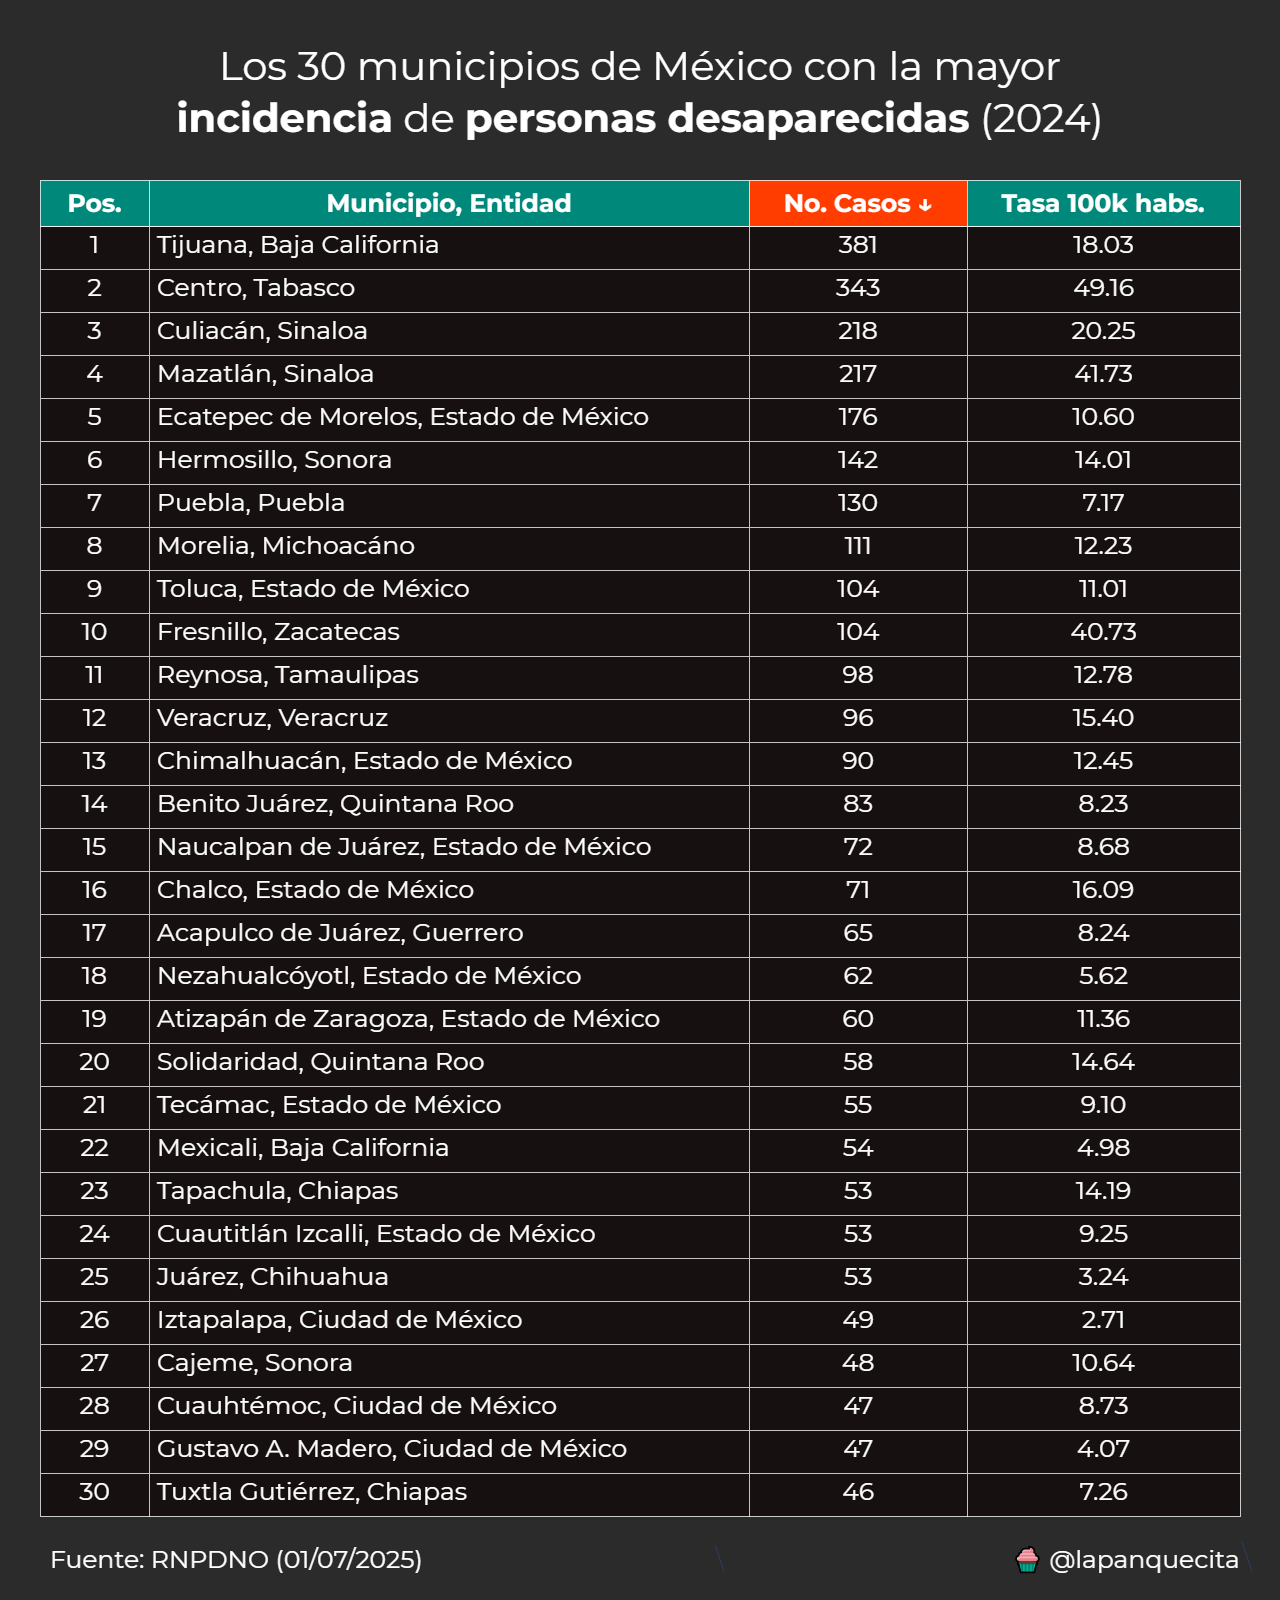 Los 30 municipios de México con la mayor
incidencia de personas desaparecidas (2024)
Pos. Municipio, Entidad No. Casos ↓ Tasa 100k habs.
1 Tijuana, Baja California 381 18.03
2 Centro, Tabasco 343 49.16
3 Culiacán, Sinaloa 218 20.25
4 Mazatlán, Sinaloa 217 41.73
5 Ecatepec de Morelos, Estado de México 176 10.60
6 Hermosillo, Sonora 142 14.01
7 Puebla, Puebla 130 7.17
8 Morelia, Michoacáno 111 12.23
9 Toluca, Estado de México 104 11.01
10 Fresnillo, Zacatecas 104 40.73
11 Reynosa, Tamaulipas 98 12.78
12 Veracruz, Veracruz 96 15.40
13 Chimalhuacán, Estado de México 90 12.45
14 Benito Juárez, Quintana Roo 83 8.23
15 Naucalpan de Juárez, Estado de México 72 8.68
16 Chalco, Estado de México 71 16.09
17 Acapulco de Juárez, Guerrero 65 8.24
18 Nezahualcóyotl, Estado de México 62 5.62
19 Atizapán de Zaragoza, Estado de México 60 11.36
20 Solidaridad, Quintana Roo 58 14.64
21 Tecámac, Estado de México 55 9.10
22 Mexicali, Baja California 54 4.98
23 Tapachula, Chiapas 53 14.19
24 Cuautitlán Izcalli, Estado de México 53 9.25
25 Juárez, Chihuahua 53 3.24
26 Iztapalapa, Ciudad de México 49 2.71
27 Cajeme, Sonora 48 10.64
28 Cuauhtémoc, Ciudad de México 47 8.73
29 Gustavo A. Madero, Ciudad de México 47 4.07
30 Tuxtla Gutiérrez, Chiapas 46 7.26
Fuente: RNPDNO (01/07/2025) @lapanquecita